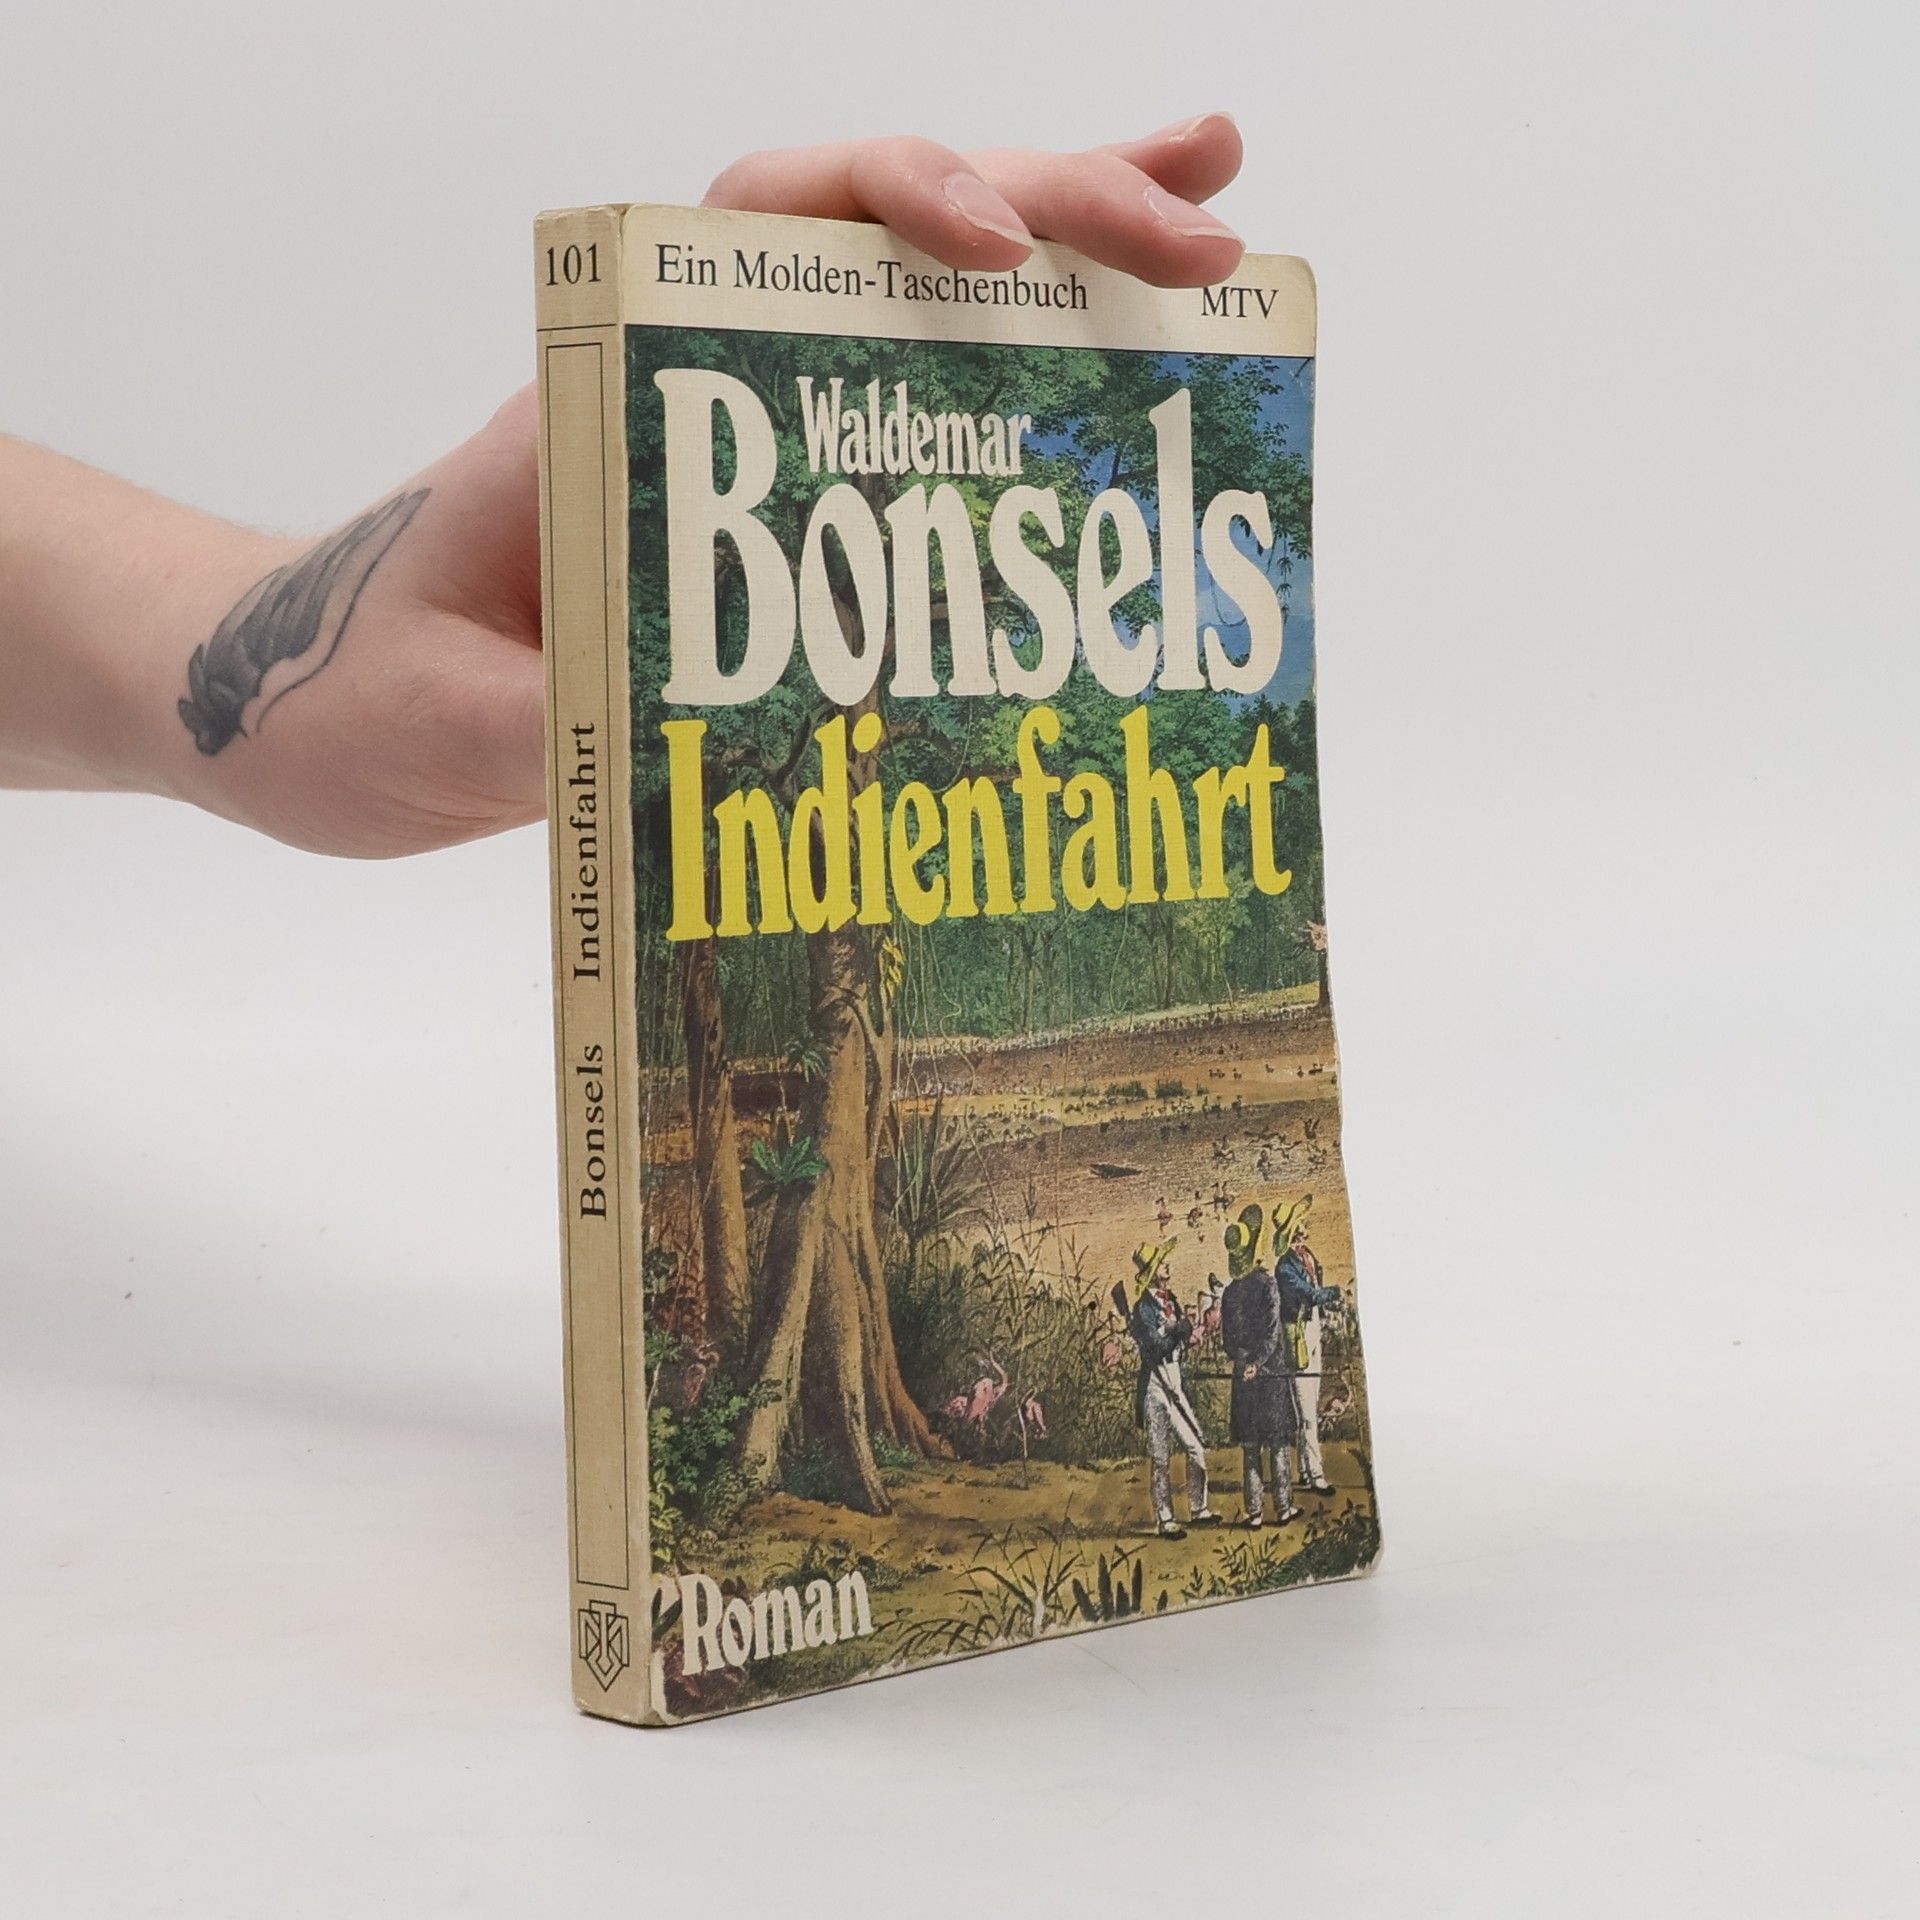 101
Bonsels Indienfahrt
Ein Molden-Taschenbuch MTV
Waldemar
Bonsels
Indienfahrt
Roman